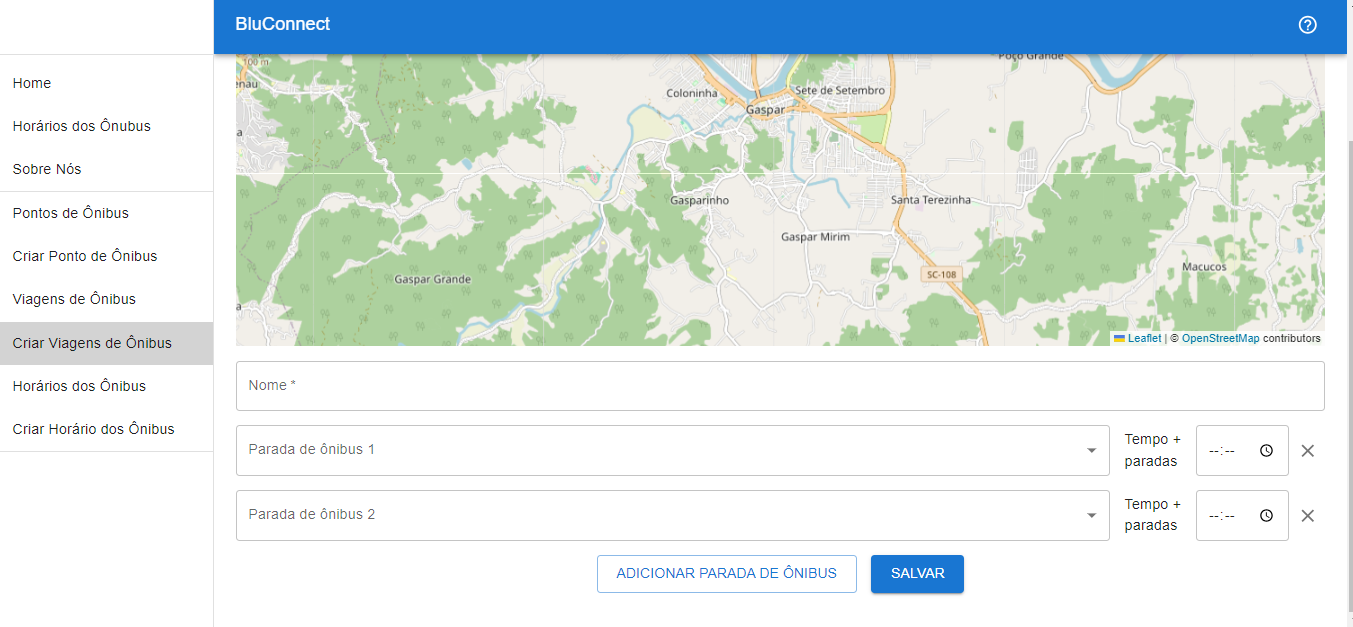 BluConnect
Home
Horários dos Ônubus
Sobre Nós
Pontos de Ônibus
Criar Ponto de Ônibus
Viagens de Ônibus
Criar Viagens de Ônibus
Horários dos Ônibus
Criar Horário dos Ônibus
100 m
Poço Grande
enau
Coloninha
Sete de Setembro
Gaspar
a
Gasparinho
Santa Terezinha
Gaspar Mirim
Macucos
SC-108
Gaspar Grande
a
Leaflet | © OpenStreetMap contributors
Nome *
Parada de ônibus 1
Tempo +
paradas
--:--
Parada de ônibus 2
Tempo +
paradas
--:--
ADICIONAR PARADA DE ÔNIBUS
SALVAR